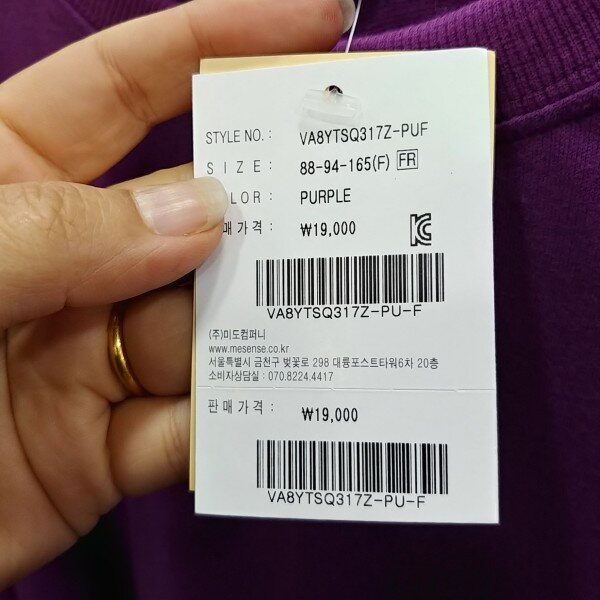 STYLE NO. : VA8YTSQ317Z-PUF
SIZE : 88-94-165(F) FR
LOR : PURPLE
매가격 : ₩19,000
VA8YTSQ317Z-PU-F
(주)미도컴퍼니
www.mesense.co.kr
서울특별시 금천구 벚꽃로 298 대륭포스트타워6차 20층
소비자상담실 : 070.8224.4417
판매가격 : ₩19,000
VA8YTSQ317Z-PU-F